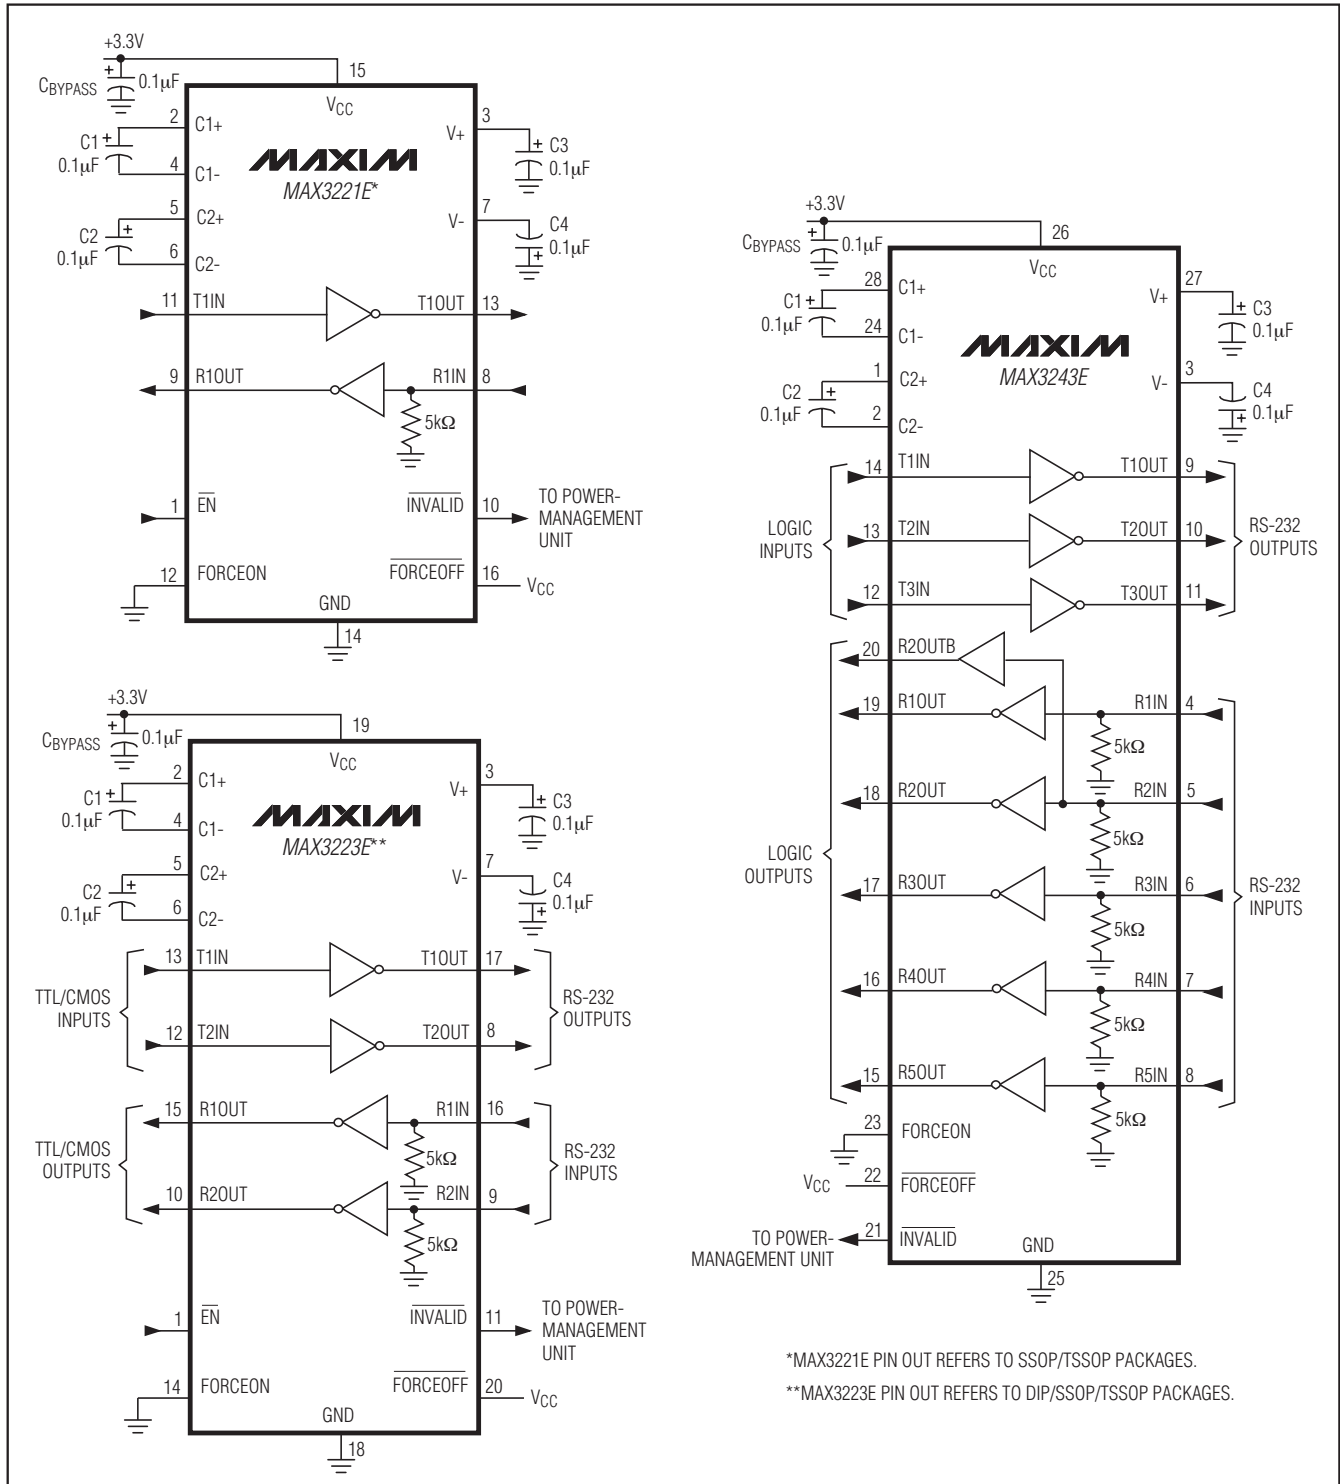 +3.3V
CBYPASS
+
0.1µF
15
VCC
2
C1+
C1
+
0.1µF
4
C1-
5
C2+
C2
+
0.1µF
6
C2-
3
V+
+
C3
0.1µF
7
V-
C4
0.1µF
+
MAXIM
MAX3221E*
11
T1IN
T1OUT
13
9
R1OUT
R1IN
8
5kΩ
1
EN
INVALID
10
TO POWER-
MANAGEMENT
UNIT
12
FORCEON
FORCEOFF
16
VCC
GND
14
+3.3V
CBYPASS
+
0.1µF
19
VCC
2
C1+
C1
+
0.1µF
4
C1-
5
C2+
C2
+
0.1µF
6
C2-
3
V+
+
C3
0.1µF
7
V-
C4
0.1µF
+
MAXIM
MAX3223E**
TTL/CMOS
INPUTS
13
T1IN
T1OUT
17
12
T2IN
T2OUT
8
RS-232
OUTPUTS
TTL/CMOS
OUTPUTS
15
R1OUT
R1IN
16
5kΩ
10
R2OUT
R2IN
9
5kΩ
RS-232
INPUTS
1
EN
INVALID
11
TO POWER-
MANAGEMENT
UNIT
14
FORCEON
FORCEOFF
20
VCC
GND
18
+3.3V
CBYPASS
+
0.1µF
26
VCC
28
C1+
C1
+
0.1µF
24
C1-
1
C2+
C2
+
0.1µF
2
C2-
27
V+
+
C3
0.1µF
3
V-
C4
0.1µF
+
MAXIM
MAX3243E
LOGIC
INPUTS
14
T1IN
T1OUT
9
13
T2IN
T2OUT
10
12
T3IN
T3OUT
11
RS-232
OUTPUTS
LOGIC
OUTPUTS
20
R2OUTB
19
R1OUT
R1IN
4
5kΩ
18
R2OUT
R2IN
5
5kΩ
17
R3OUT
R3IN
6
5kΩ
16
R4OUT
R4IN
7
5kΩ
15
R5OUT
R5IN
8
5kΩ
RS-232
INPUTS
23
FORCEON
VCC
22
FORCEOFF
TO POWER-
MANAGEMENT UNIT
21
INVALID
GND
25
*MAX3221E PIN OUT REFERS TO SSOP/TSSOP PACKAGES.
**MAX3223E PIN OUT REFERS TO DIP/SSOP/TSSOP PACKAGES.